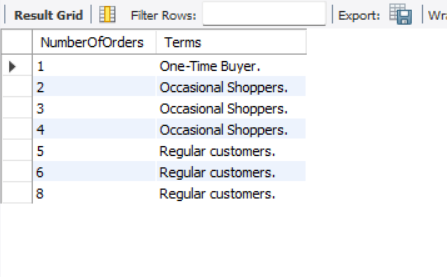 Result Grid Filter Rows: Export: Wr
NumberOfOrders Terms
1 One-Time Buyer.
2 Occasional Shoppers.
3 Occasional Shoppers.
4 Occasional Shoppers.
5 Regular customers.
6 Regular customers.
8 Regular customers.